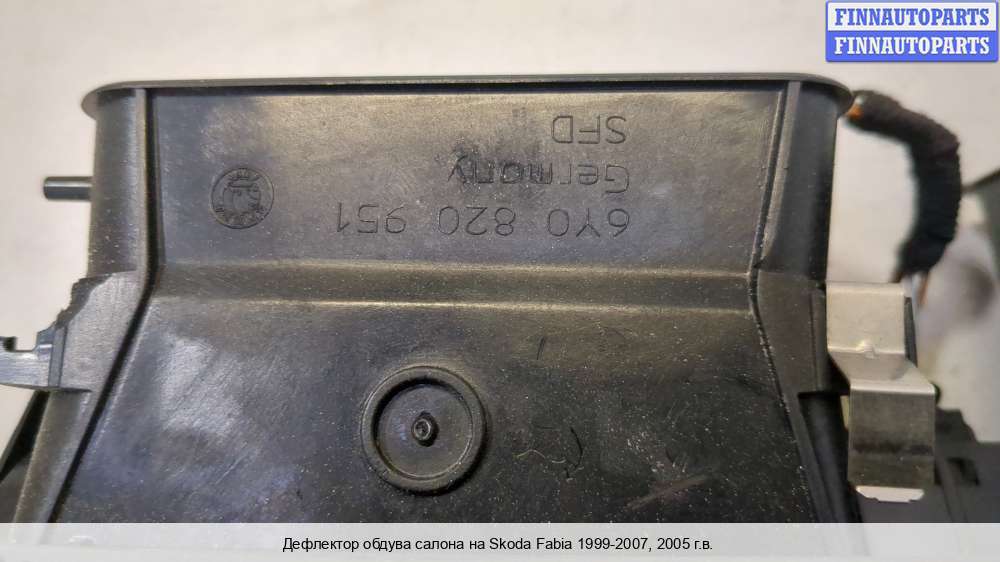 FINNAUTOPARTS
FINNAUTOPARTS
6Y0 820 951
Germany
SFD
Дефлектор обдува салона на Skoda Fabia 1999-2007, 2005 г.в.